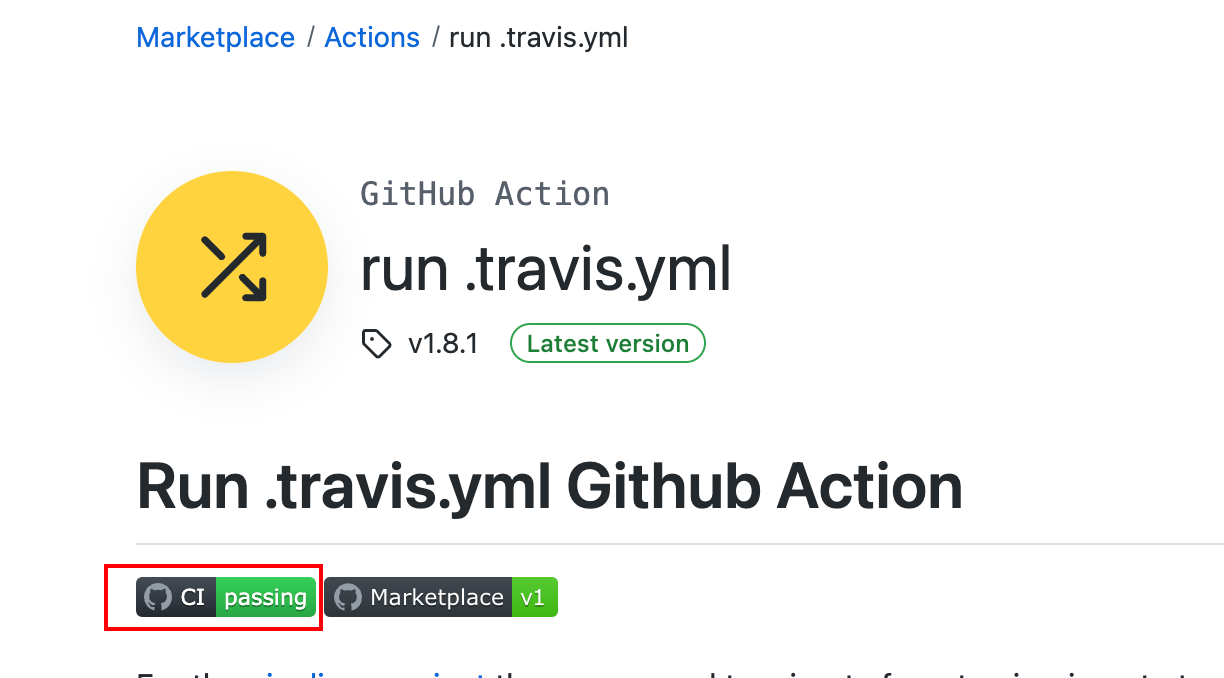 Marketplace / Actions / run .travis.yml
GitHub Action
run .travis.yml
v1.8.1 Latest version
Run .travis.yml Github Action
CI passing Marketplace v1